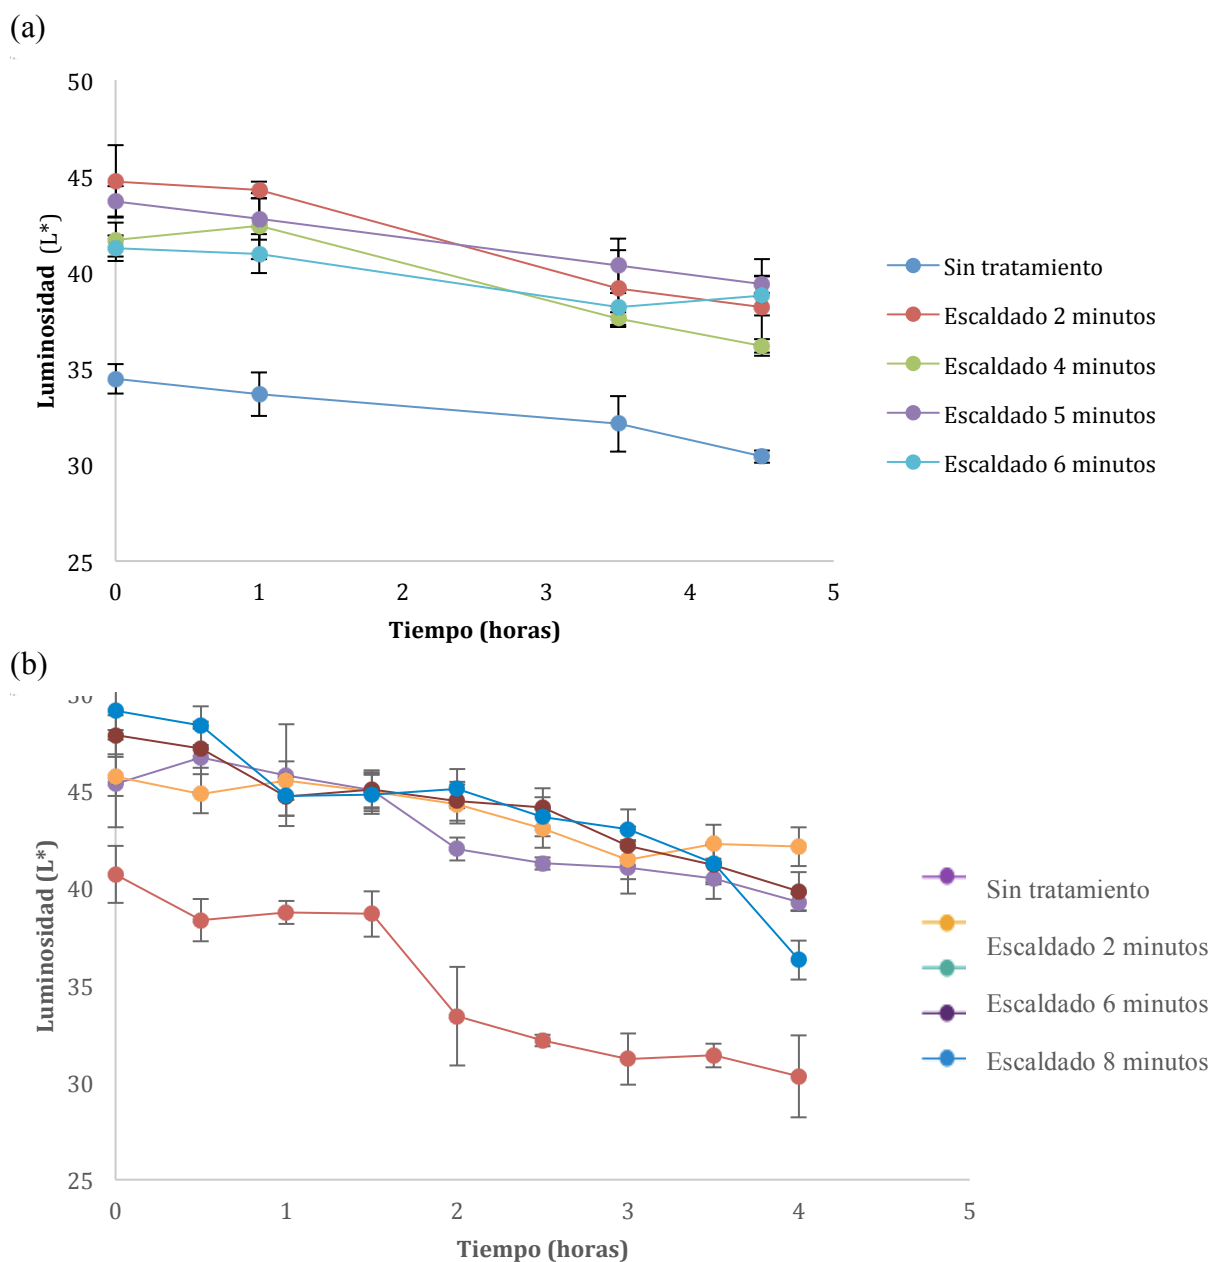 (a)
50
45
40
35
30
25
Luminosidad (L*)
0 1 2 3 4 5
Tiempo (horas)
Sin tratamiento
Escaldado 2 minutos
Escaldado 4 minutos
Escaldado 5 minutos
Escaldado 6 minutos
(b)
50
45
40
35
30
25
Luminosidad (L*)
0 1 2 3 4 5
Tiempo (horas)
Sin tratamiento
Escaldado 2 minutos
Escaldado 6 minutos
Escaldado 8 minutos